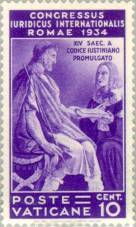 CONGRESSUS
IURIDICUS INTERNATIONALIS
ROMAE 1934
XIV SAEC. A
CODICE IUSTINIANO
PROMULGATO
POSTE CENT.
VATICANE 10